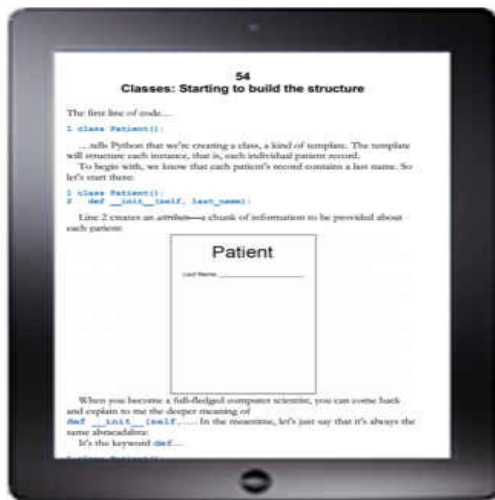 54
Classes: Starting to build the structure
The first line of code…
1 class Patient():
…tells Python that we're creating a class, a kind of template. The template
will structure each instance, that is, each individual patient record.
To begin with, we know that each patient's record contains a last name. So
let's start there:
1 class Patient():
2 def __init__(self, last_name):
Line 2 creates an attribute—a chunk of information to be provided about
each patient:
Patient
Last Name
When you become a full-fledged computer scientist, you can come back
and explain to me the deeper meaning of
def __init__(self,.... In the meantime, let's just say that it's always the
same abracadabra:
It's the keyword def…
1 class Patient():